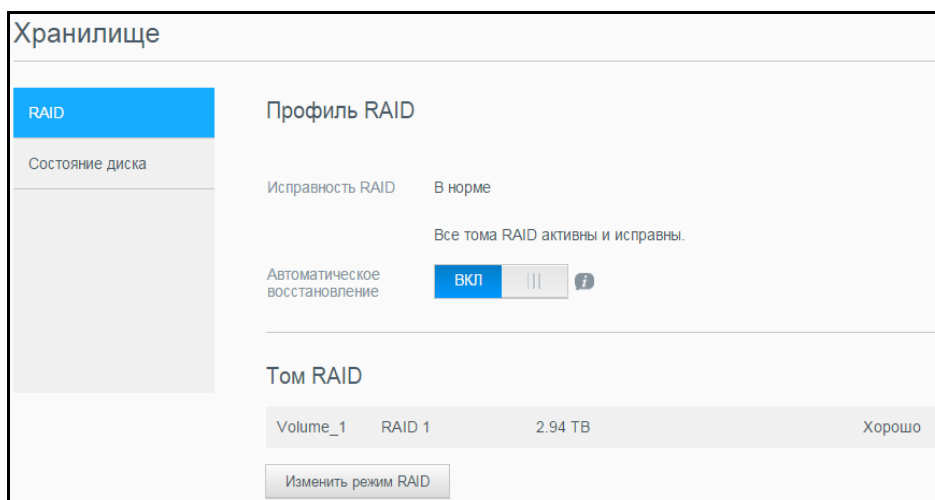 Хранилище
RAID
Состояние диска
Профиль RAID
Исправность RAID В норме
Все тома RAID активны и исправны.
Автоматическое
восстановление
ВКЛ
Том RAID
Volume_1 RAID 1 2.94 TB Хорошо
Изменить режим RAID